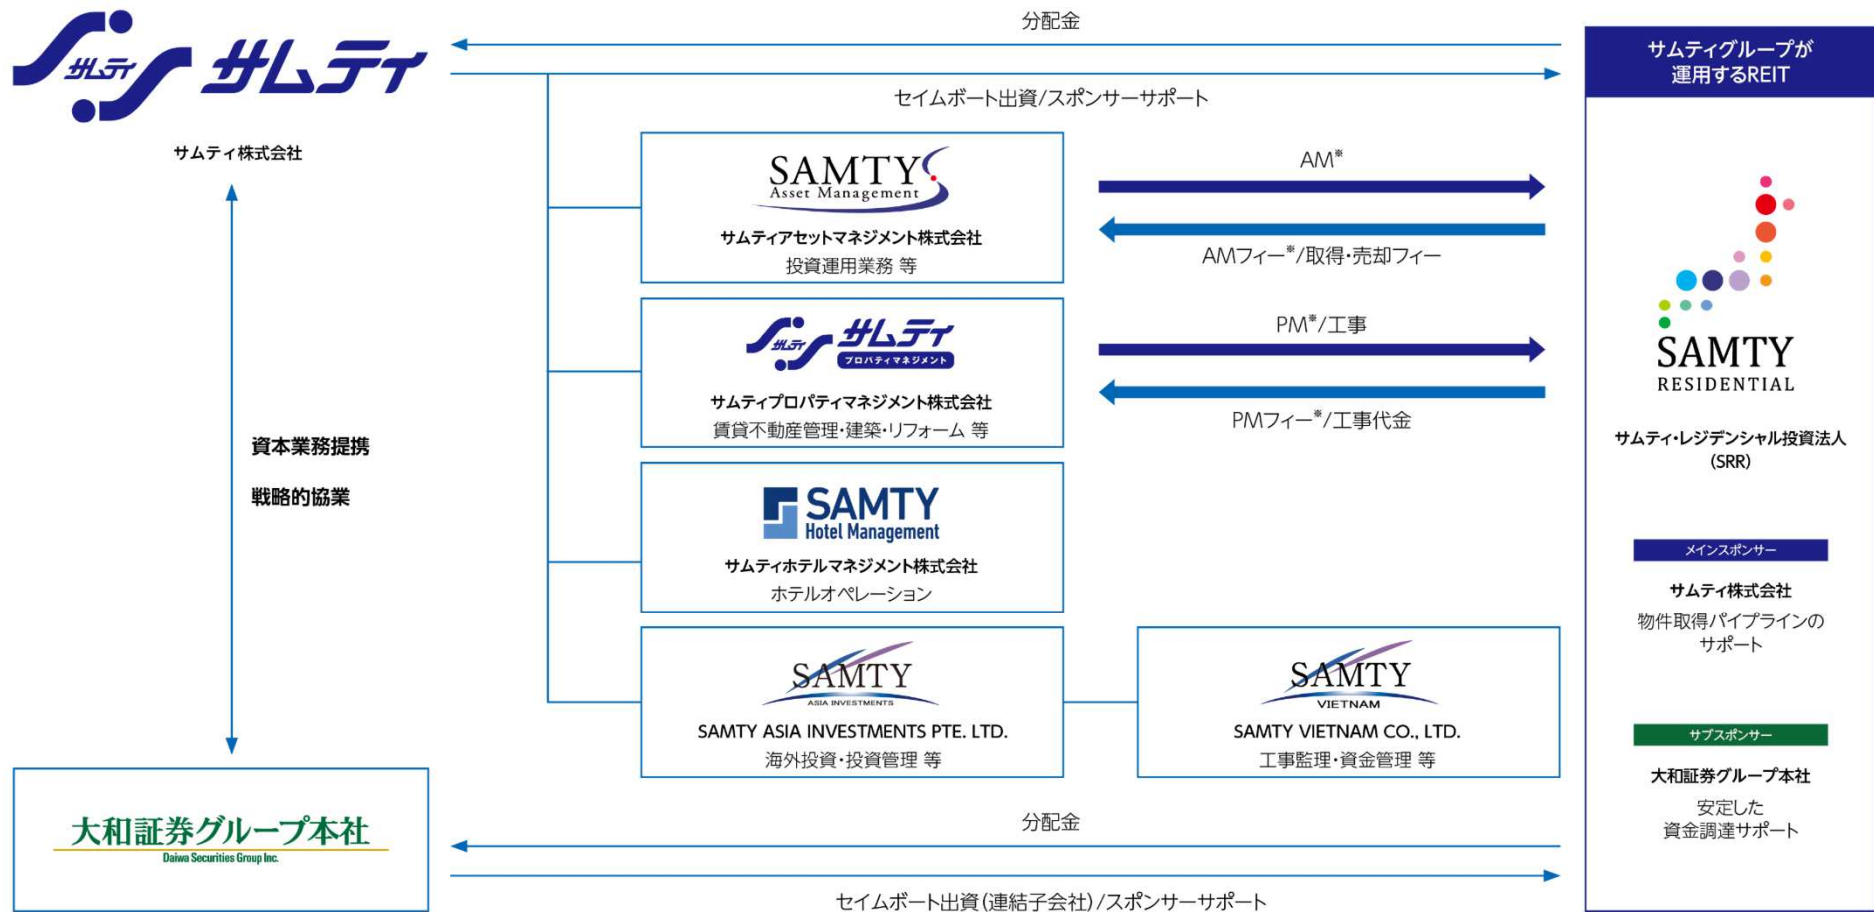 サムティ サムティ
サムティ株式会社
分配金
セイムボート出資/スポンサーサポート
サムティグループが
運用するREIT
SAMTY
Asset Management
サムティアセットマネジメント株式会社
投資運用業務 等
AM※
AMフィー※/取得・売却フィー
サムティ サムティ
プロパティマネジメント
サムティプロパティマネジメント株式会社
賃貸不動産管理・建築・リフォーム 等
PM※/工事
PMフィー※/工事代金
SAMTY
Hotel Management
サムティホテルマネジメント株式会社
ホテルオペレーション
SAMTY
ASIA INVESTMENTS
SAMTY ASIA INVESTMENTS PTE. LTD.
海外投資・投資管理 等
SAMTY
VIETNAM
SAMTY VIETNAM CO., LTD.
工事監理・資金管理 等
資本業務提携
戦略的協業
大和証券グループ本社
Daiwa Securities Group Inc.
分配金
セイムボート出資(連結子会社)/スポンサーサポート
SAMTY
RESIDENTIAL
サムティ・レジデンシャル投資法人
(SRR)
メインスポンサー
サムティ株式会社
物件取得パイプラインの
サポート
サブスポンサー
大和証券グループ本社
安定した
資金調達サポート